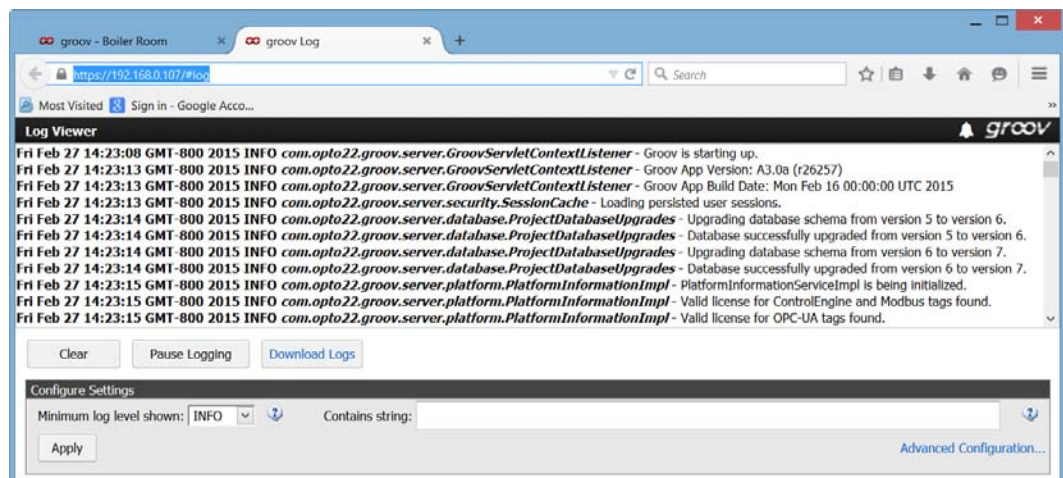 groov - Boiler Room
groov Log
https://192.168.0.107/#log
Search
Most Visited
Sign in - Google Acco...
Log Viewer
groov
Fri Feb 27 14:23:08 GMT-800 2015 INFO com.opto22.groov.server.GroovServletContextListener - Groov is starting up.
Fri Feb 27 14:23:13 GMT-800 2015 INFO com.opto22.groov.server.GroovServletContextListener - Groov App Version: A3.0a (r26257)
Fri Feb 27 14:23:13 GMT-800 2015 INFO com.opto22.groov.server.GroovServletContextListener - Groov App Build Date: Mon Feb 16 00:00:00 UTC 2015
Fri Feb 27 14:23:13 GMT-800 2015 INFO com.opto22.groov.server.security.SessionCache - Loading persisted user sessions.
Fri Feb 27 14:23:14 GMT-800 2015 INFO com.opto22.groov.server.database.ProjectDatabaseUpgrades - Upgrading database schema from version 5 to version 6.
Fri Feb 27 14:23:14 GMT-800 2015 INFO com.opto22.groov.server.database.ProjectDatabaseUpgrades - Database successfully upgraded from version 5 to version 6.
Fri Feb 27 14:23:14 GMT-800 2015 INFO com.opto22.groov.server.database.ProjectDatabaseUpgrades - Upgrading database schema from version 6 to version 7.
Fri Feb 27 14:23:14 GMT-800 2015 INFO com.opto22.groov.server.database.ProjectDatabaseUpgrades - Database successfully upgraded from version 6 to version 7.
Fri Feb 27 14:23:15 GMT-800 2015 INFO com.opto22.groov.server.platform.PlatformInformationImpl - PlatformInformationServiceImpl is being initialized.
Fri Feb 27 14:23:15 GMT-800 2015 INFO com.opto22.groov.server.platform.PlatformInformationImpl - Valid license for ControlEngine and Modbus tags found.
Fri Feb 27 14:23:15 GMT-800 2015 INFO com.opto22.groov.server.platform.PlatformInformationImpl - Valid license for OPC-UA tags found.
Clear
Pause Logging
Download Logs
Configure Settings
Minimum log level shown: INFO
Contains string:
Apply
Advanced Configuration...